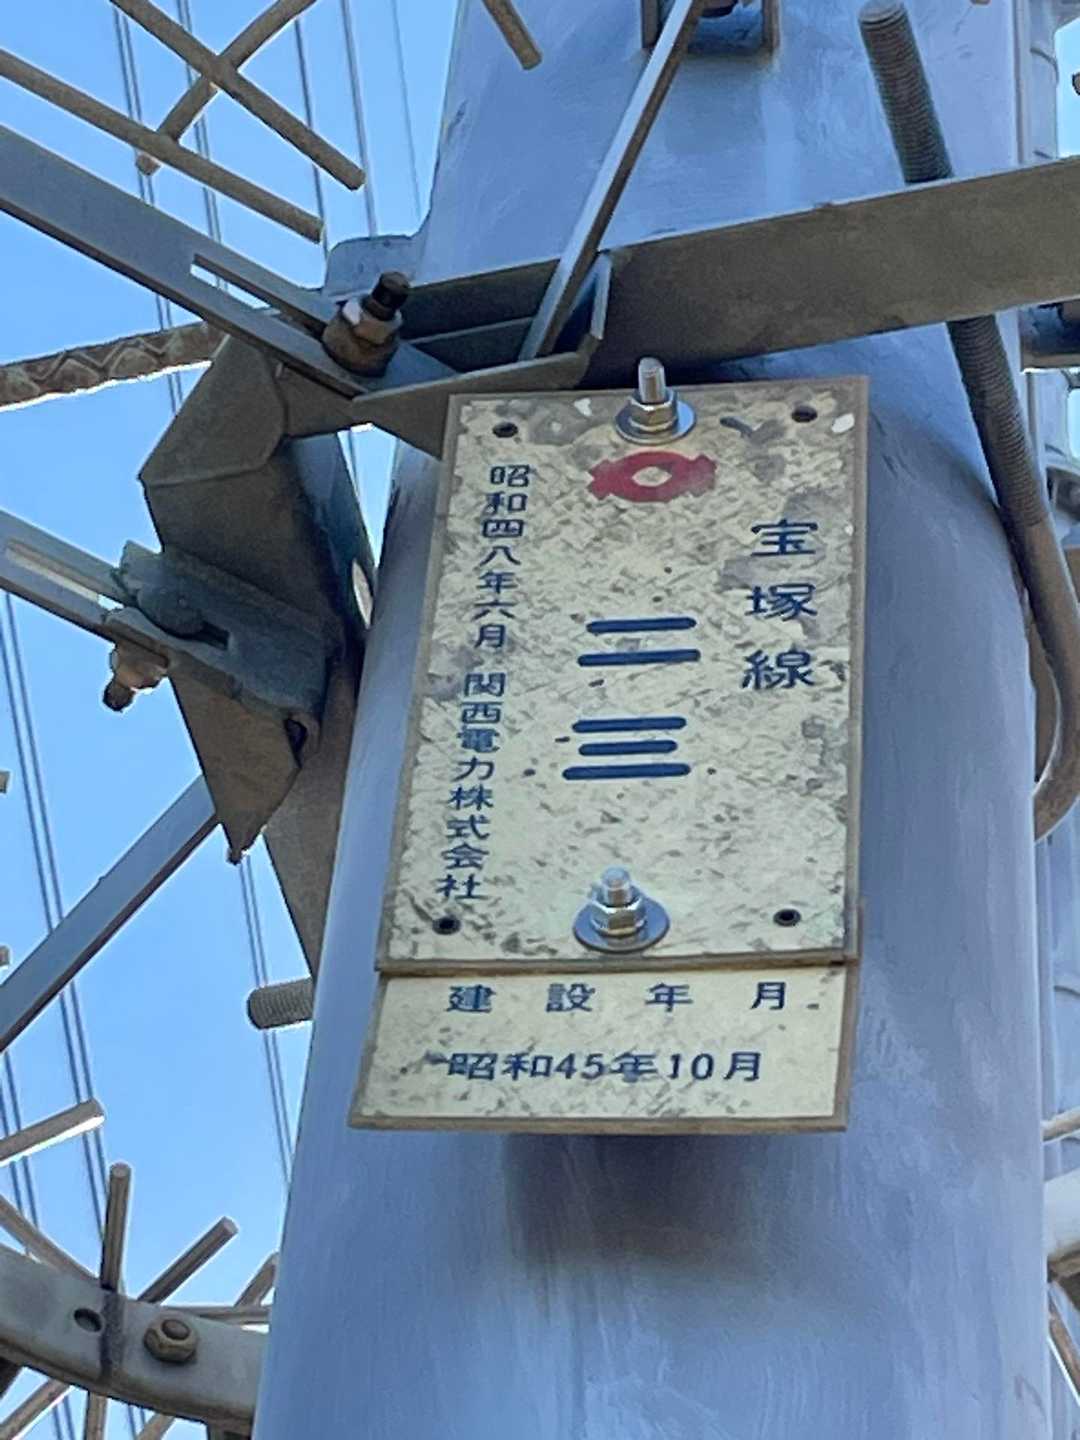 宝塚線
二三
昭和四八年六月 関西電力株式会社
建設年月
昭和45年10月